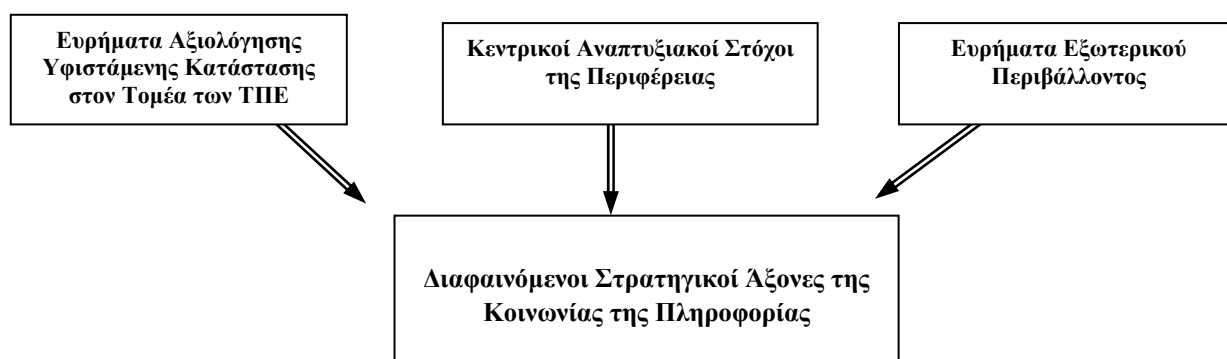 Ευρήματα Αξιολόγησης
Υφιστάμενης Κατάστασης
στον Τομέα των ΤΠΕ
Κεντρικοί Αναπτυξιακοί Στόχοι
της Περιφέρειας
Ευρήματα Εξωτερικού
Περιβάλλοντος
Διαφαινόμενοι Στρατηγικοί Άξονες της
Κοινωνίας της Πληροφορίας